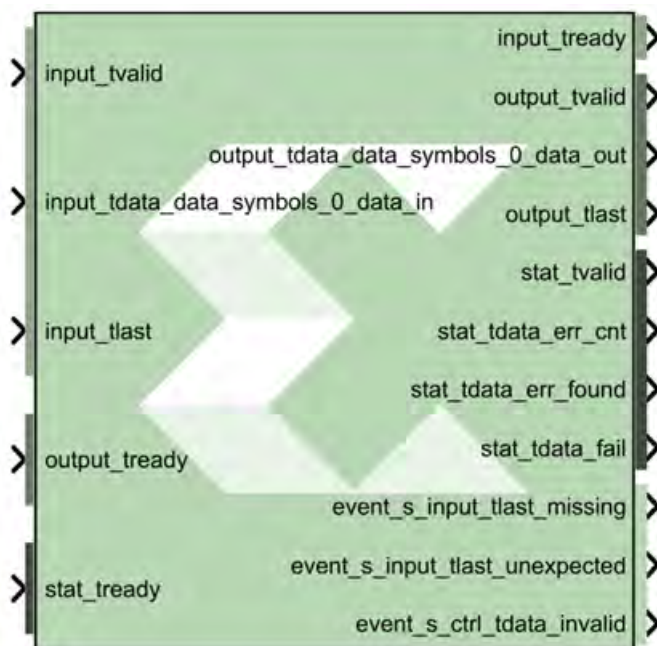 input_tvalid
input_tdata_data_symbols_0_data_in
input_tlast
output_tready
stat_tready
input_tready
output_tvalid
output_tdata_data_symbols_0_data_out
output_tlast
stat_tvalid
stat_tdata_err_cnt
stat_tdata_err_found
stat_tdata_fail
event_s_input_tlast_missing
event_s_input_tlast_unexpected
event_s_ctrl_tdata_invalid